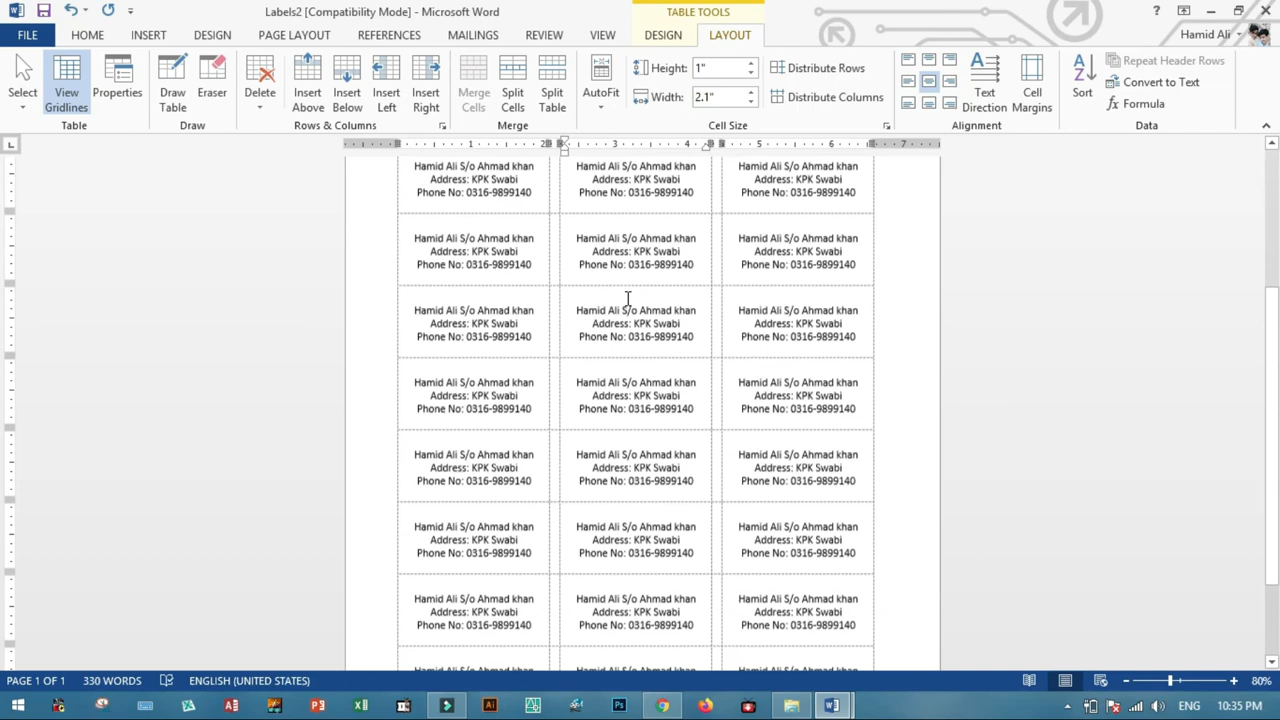 Labels2 [Compatibility Mode] - Microsoft Word
TABLE TOOLS
?
FILE
HOME
INSERT
DESIGN
PAGE LAYOUT
REFERENCES
MAILINGS
REVIEW
VIEW
DESIGN
LAYOUT
Hamid Ali
Select
View Gridlines
Properties
Draw Table
Eraser
Delete
Insert Above
Insert Below
Insert Left
Insert Right
Merge Cells
Split Cells
Split Table
AutoFit
Height: 1"
Width: 2.1"
Distribute Rows
Distribute Columns
Text Direction
Cell Margins
Sort
Repeat Header Rows
Convert to Text
Formula
Table
Draw
Rows & Columns
Merge
Cell Size
Alignment
Data
1 2 3 4 5 6 7
Hamid Ali S/o Ahmad khan Hamid Ali S/o Ahmad khan Hamid Ali S/o Ahmad khan
Address: KPK Swabi Address: KPK Swabi Address: KPK Swabi
Phone No: 0316-9899140 Phone No: 0316-9899140 Phone No: 0316-9899140
Hamid Ali S/o Ahmad khan Hamid Ali S/o Ahmad khan Hamid Ali S/o Ahmad khan
Address: KPK Swabi Address: KPK Swabi Address: KPK Swabi
Phone No: 0316-9899140 Phone No: 0316-9899140 Phone No: 0316-9899140
Hamid Ali S/o Ahmad khan Hamid Ali S/o Ahmad khan Hamid Ali S/o Ahmad khan
Address: KPK Swabi Address: KPK Swabi Address: KPK Swabi
Phone No: 0316-9899140 Phone No: 0316-9899140 Phone No: 0316-9899140
Hamid Ali S/o Ahmad khan Hamid Ali S/o Ahmad khan Hamid Ali S/o Ahmad khan
Address: KPK Swabi Address: KPK Swabi Address: KPK Swabi
Phone No: 0316-9899140 Phone No: 0316-9899140 Phone No: 0316-9899140
Hamid Ali S/o Ahmad khan Hamid Ali S/o Ahmad khan Hamid Ali S/o Ahmad khan
Address: KPK Swabi Address: KPK Swabi Address: KPK Swabi
Phone No: 0316-9899140 Phone No: 0316-9899140 Phone No: 0316-9899140
Hamid Ali S/o Ahmad khan Hamid Ali S/o Ahmad khan Hamid Ali S/o Ahmad khan
Address: KPK Swabi Address: KPK Swabi Address: KPK Swabi
Phone No: 0316-9899140 Phone No: 0316-9899140 Phone No: 0316-9899140
Hamid Ali S/o Ahmad khan Hamid Ali S/o Ahmad khan Hamid Ali S/o Ahmad khan
Address: KPK Swabi Address: KPK Swabi Address: KPK Swabi
Phone No: 0316-9899140 Phone No: 0316-9899140 Phone No: 0316-9899140
PAGE 1 OF 1
330 WORDS
ENGLISH (UNITED STATES)
80%
Ai
Ps
10:35 PM